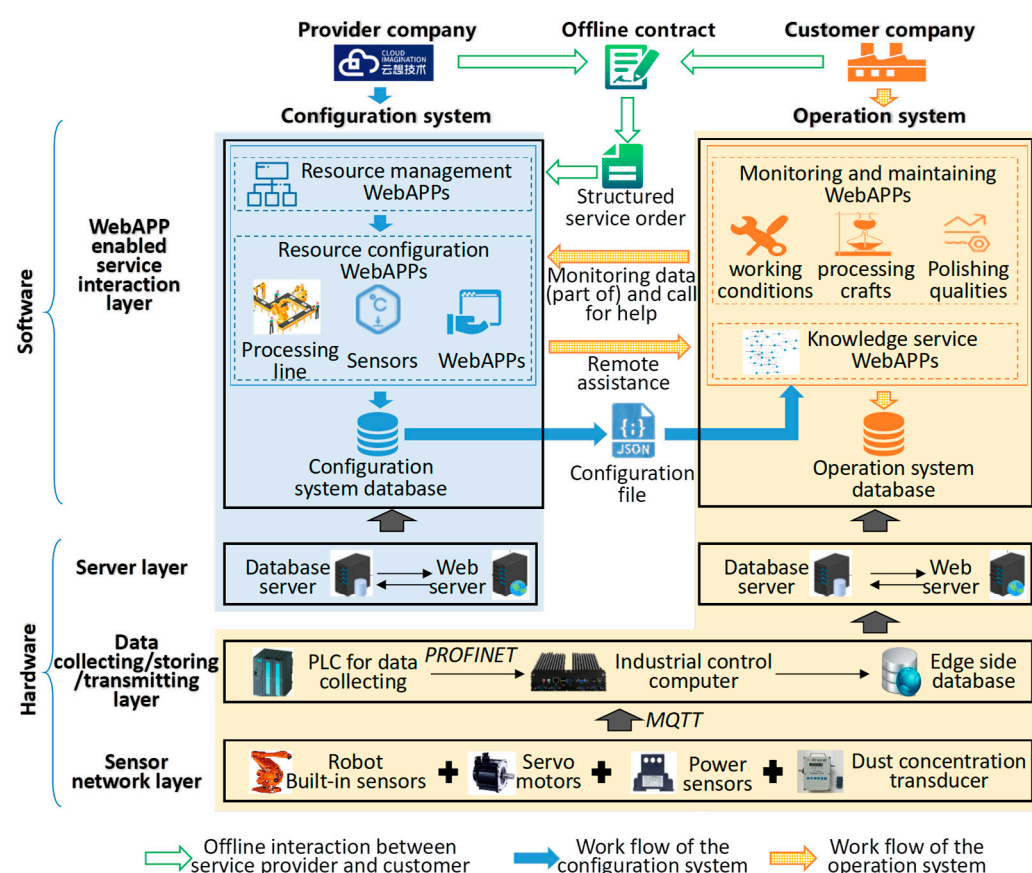 Provider company
Offline contract
Customer company
CLOUD
IMAGINATION
云想技术
Configuration system
Operation system
Resource management
WebAPPs
Structured
service order
Monitoring and maintaining
WebAPPs
working
conditions
processing
crafts
Polishing
qualities
Resource configuration
WebAPPs
°C
Processing
line
Sensors
WebAPPs
Monitoring data
(part of) and call
for help
Remote
assistance
Knowledge service
WebAPPs
Configuration
system database
{;}
JSON
Configuration
file
Operation system
database
Software
WebAPP
enabled
service
interaction
layer
Hardware
Server layer
Database
server
Web
server
Database
server
Web
server
Data
collecting/storing
/transmitting
layer
PLC for data
collecting
PROFINET
Industrial control
computer
Edge side
database
MQTT
Sensor
network layer
Robot
Built-in sensors
Servo
motors
Power
sensors
Dust concentration
transducer
Offline interaction between
service provider and customer
Work flow of the
configuration system
Work flow of the
operation system